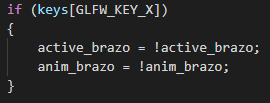 if (keys[GLFW_KEY_X])
{
    active_brazo = !active_brazo;
    anim_brazo = !anim_brazo;
}